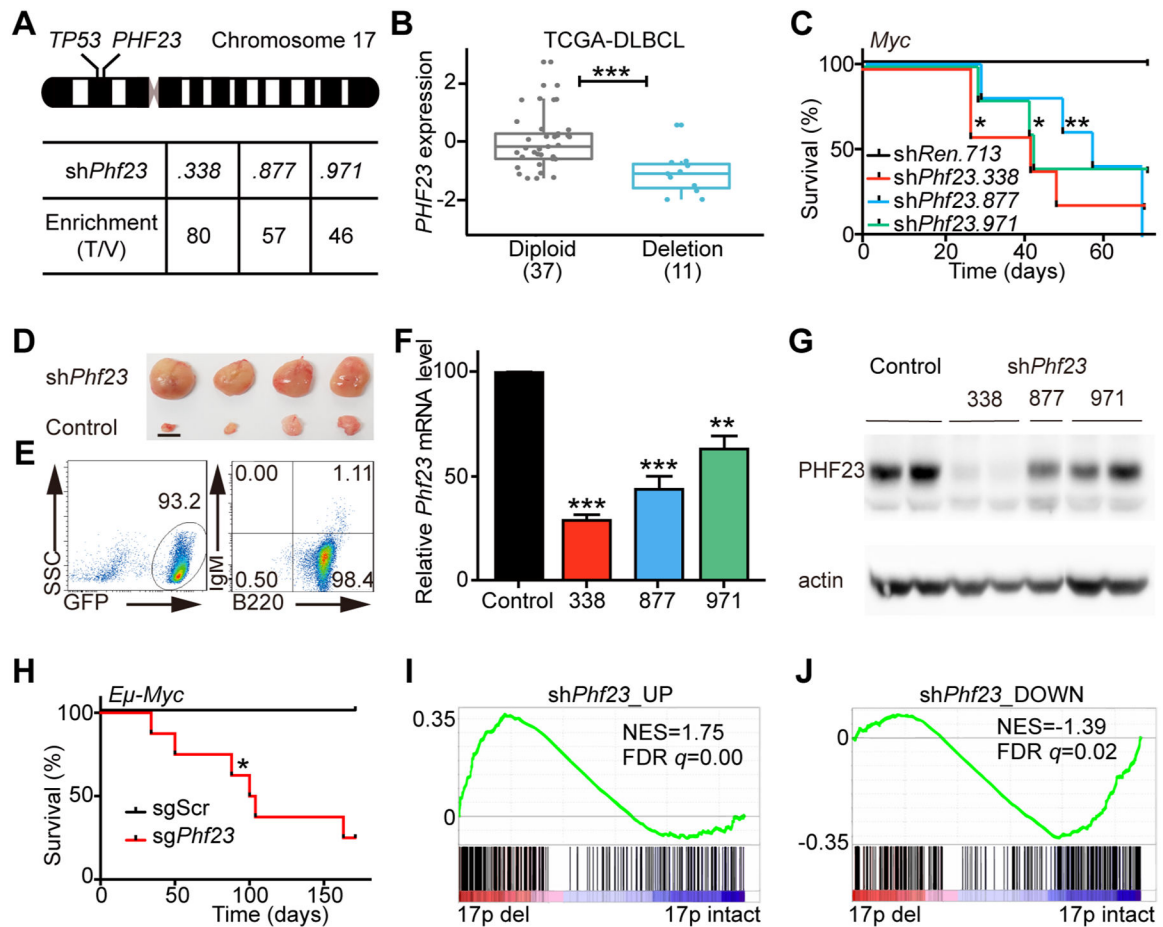 A
TP53 PHF23 Chromosome 17
shPhf23 .338 .877 .971
Enrichment (T/V) 80 57 46
B
TCGA-DLBCL
***
PHF23 expression
2
0
-2
Diploid (37)
Deletion (11)
C
Myc
Survival (%)
100
50
0
* * **
shRen.713
shPhf23.338
shPhf23.877
shPhf23.971
0 20 40 60
Time (days)
D
shPhf23
Control
E
93.2
SSC
GFP
0.00 1.11
0.50 98.4
IgM
B220
F
Relative Phf23 mRNA level
100
50
0
***
***
**
Control 338 877 971
G
Control shPhf23
338 877 971
PHF23
actin
H
Eμ-Myc
Survival (%)
100
50
0
*
sgScr
sgPhf23
0 50 100 150
Time (days)
I
shPhf23_UP
0.35
0
NES=1.75
FDR q=0.00
17p del 17p intact
J
shPhf23_DOWN
0
-0.35
NES=-1.39
FDR q=0.02
17p del 17p intact